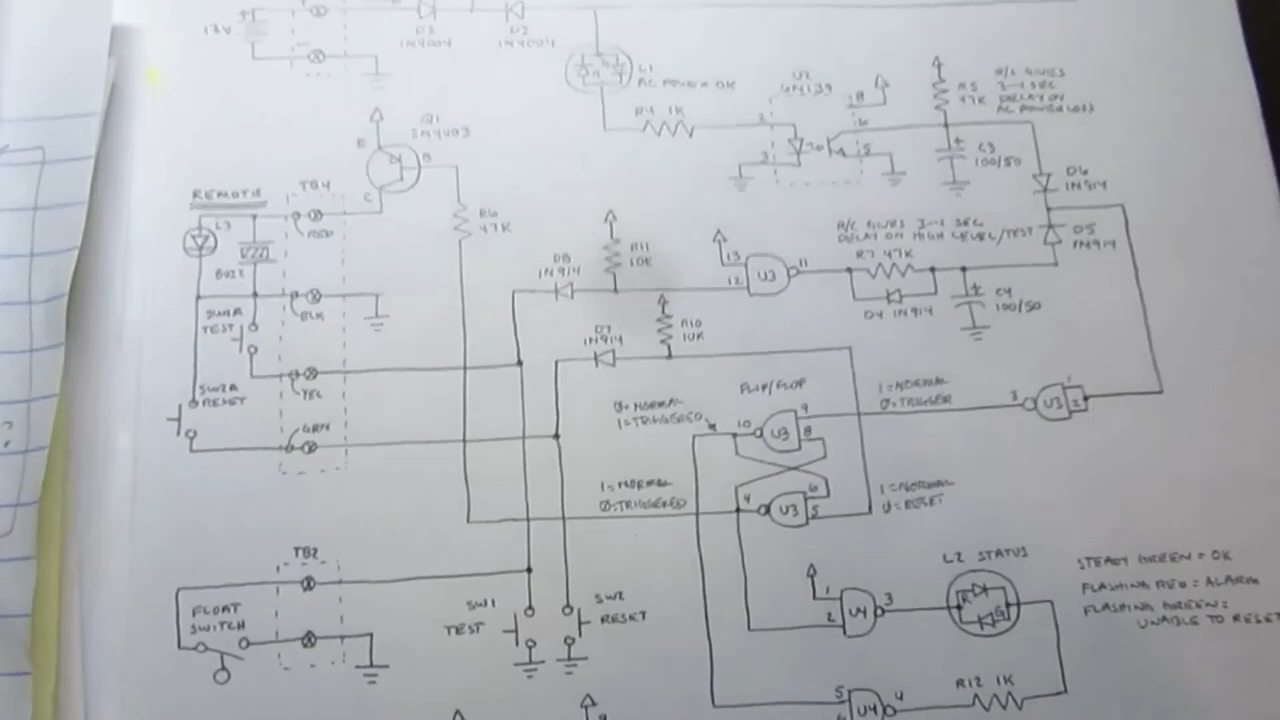 12V
D3
1N4004
D2
1N4004
L1
AC POWER = OK
R4 1K
U2
6N139
2
3
8
6
5
R5
47K
R/C GIVES
3-4 SEC
DELAY ON
AC POWER LOSS
C3
100/50
+
D6
1N914
D5
1N914
Q1
2N4403
E
B
C
R6
47K
REMOTE
TB4
L3
RED
BUZZ
BLK
SW1A
TEST
YEL
SW2A
RESET
GRN
D8
1N914
R11
10K
13
12
U3
11
R/C GIVES 3-4 SEC
DELAY ON HIGH LEVEL/TEST
R7 47K
D4 1N914
+
C4
100/50
D7
1N914
R10
10K
FLIP/FLOP
0=NORMAL
1=TRIGGERED
10
U3
9
8
1=NORMAL
0=TRIGGER
3
U3
1
2
1=NORMAL
0=TRIGGERED
4
U3
6
5
1=NORMAL
0=RESET
TB2
FLOAT
SWITCH
SW1
TEST
SW2
RESET
1
2
U4
3
L2 STATUS
R
G
STEADY GREEN = OK
FLASHING RED = ALARM
FLASHING GREEN =
UNABLE TO RESET
R12 1K
5
6
U4
4